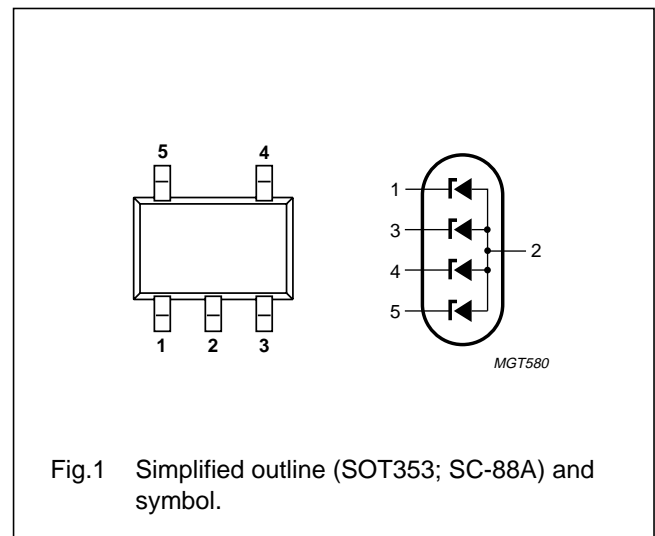 5 4
1 2 3
1
3
2
4
5
MGT580
Fig.1 Simplified outline (SOT353; SC-88A) and
symbol.